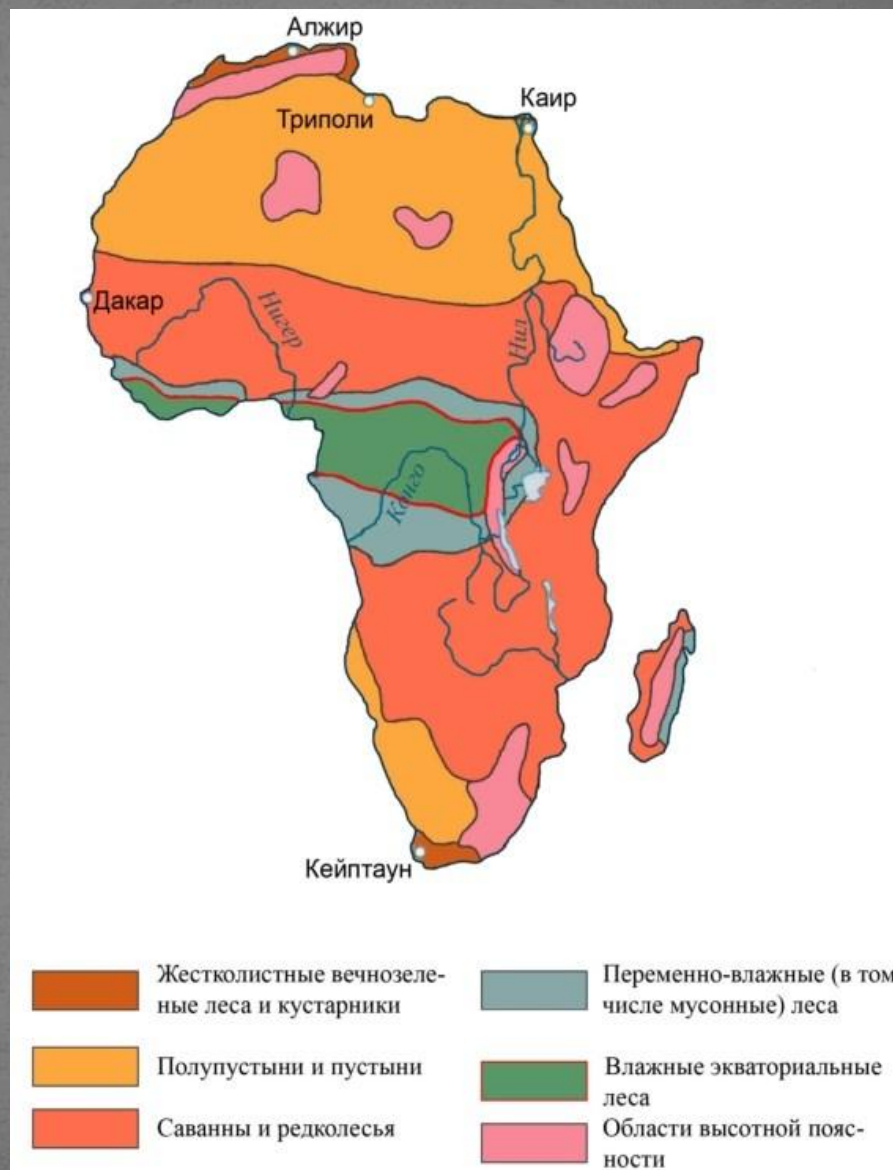 Алжир
Триполи
Каир
Дакар
Нигер
Нил
Конго
Кейптаун
Жестколистные вечнозеле-
ные леса и кустарники
Полупустыни и пустыни
Саванны и редколесья
Переменно-влажные (в том
числе мусонные) леса
Влажные экваториальные
леса
Области высотной пояс-
ности